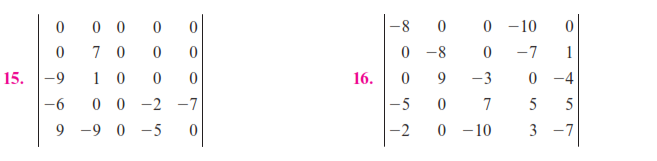 15.
0 0 0 0 0
0 7 0 0 0
−9 1 0 0 0
−6 0 0 −2 −7
9 −9 0 −5 0
16.
−8 0 0 −10 0
0 −8 0 −7 1
0 9 −3 0 −4
−5 0 7 5 5
−2 0 −10 3 −7